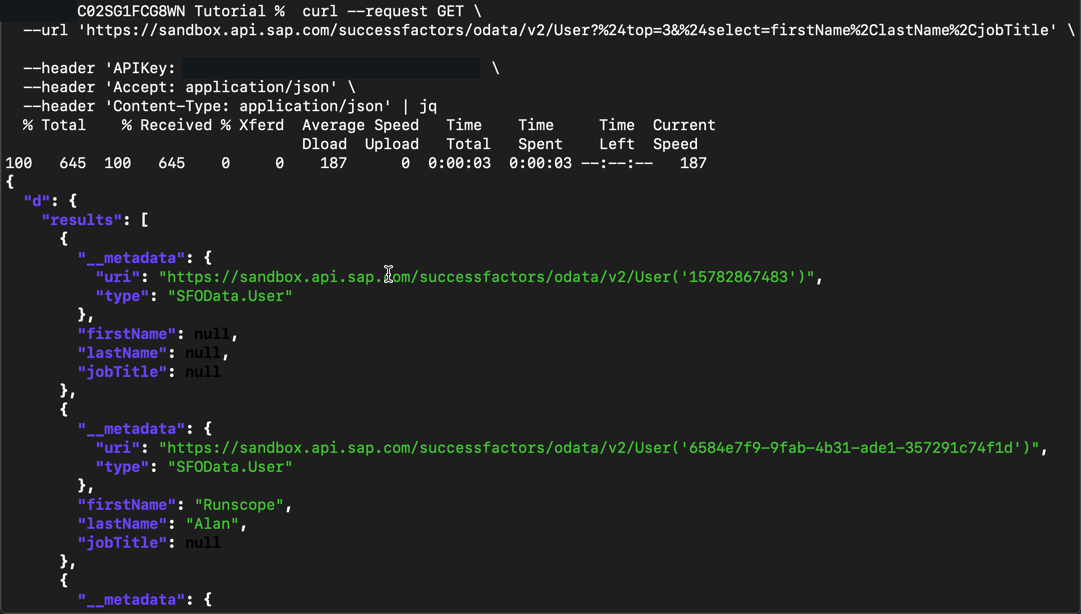 C02SG1FCG8WN Tutorial % curl --request GET \
--url 'https://sandbox.api.sap.com/successfactors/odata/v2/User?%24top=3&%24select=firstName%2ClastName%2CjobTitle' \
--header 'APIKey: \
--header 'Accept: application/json' \
--header 'Content-Type: application/json' | jq
% Total % Received % Xferd Average Speed Time Time Time Current
Dload Upload Total Spent Left Speed
100 645 100 645 0 0 187 0 0:00:03 0:00:03 --:--:-- 187
{
"d": {
"results": [
{
"__metadata": {
"uri": "https://sandbox.api.sap.com/successfactors/odata/v2/User('15782867483')",
"type": "SFOData.User"
},
"firstName": null,
"lastName": null,
"jobTitle": null
},
{
"__metadata": {
"uri": "https://sandbox.api.sap.com/successfactors/odata/v2/User('6584e7f9-9fab-4b31-ade1-357291c74f1d')",
"type": "SFOData.User"
},
"firstName": "Runscope",
"lastName": "Alan",
"jobTitle": null
},
{
"__metadata": {